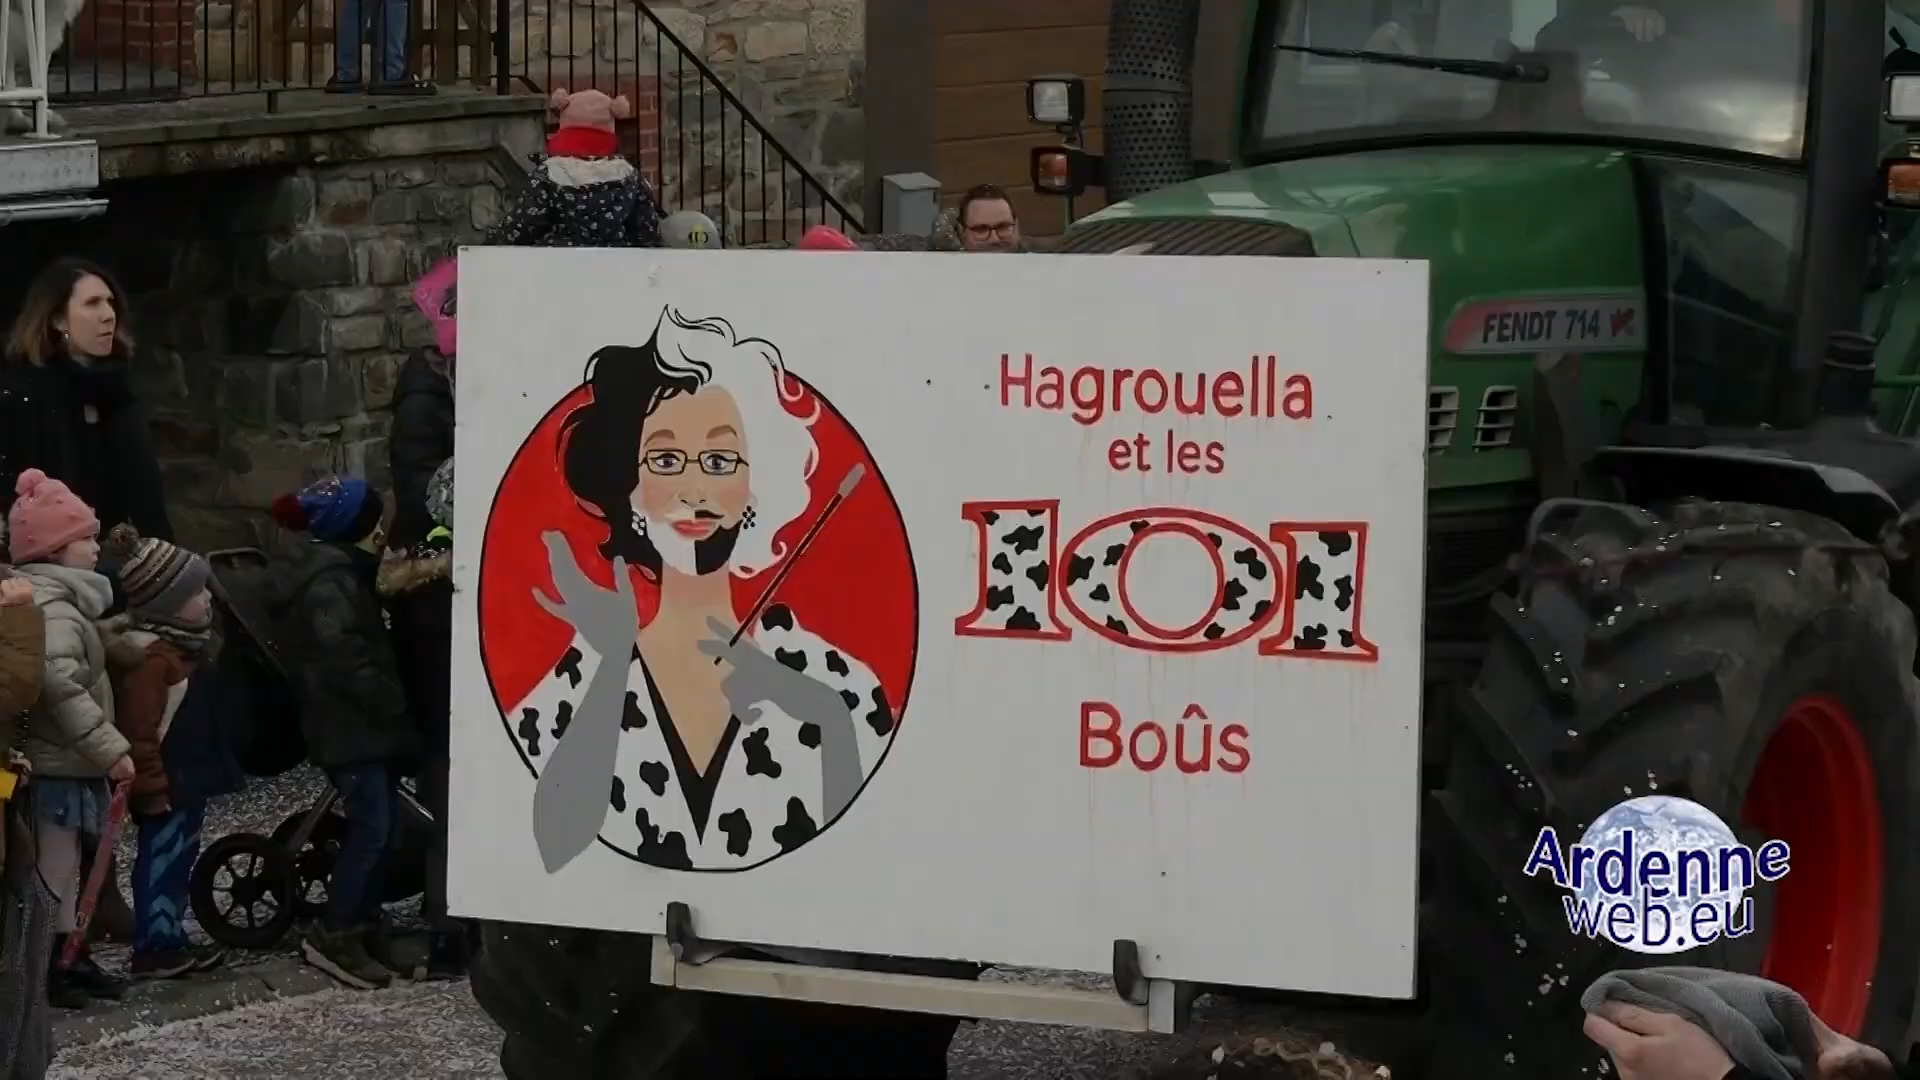 Hagrouella
et les
101
Boûs
FENDT 714
Ardenne
web.eu